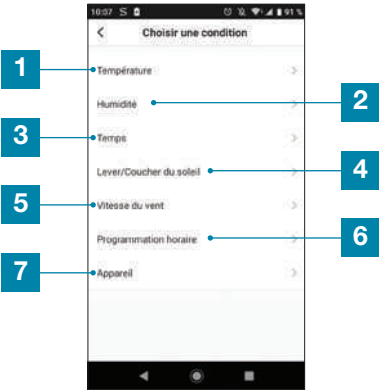 10:07 S 91 %
Choisir une condition
1 Température
Humidité 2
3 Temps
Lever/Coucher du soleil 4
5 Vitesse du vent
Programmation horaire 6
7 Appareil